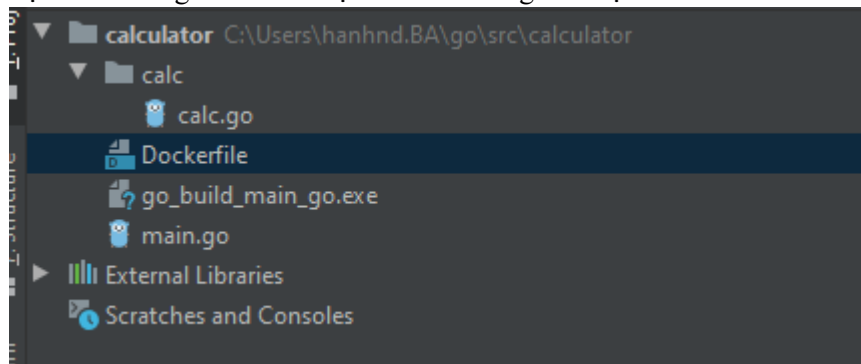 calculator C:\Users\hanhnd.BA\go\src\calculator
calc
calc.go
Dockerfile
go_build_main_go.exe
main.go
External Libraries
Scratches and Consoles